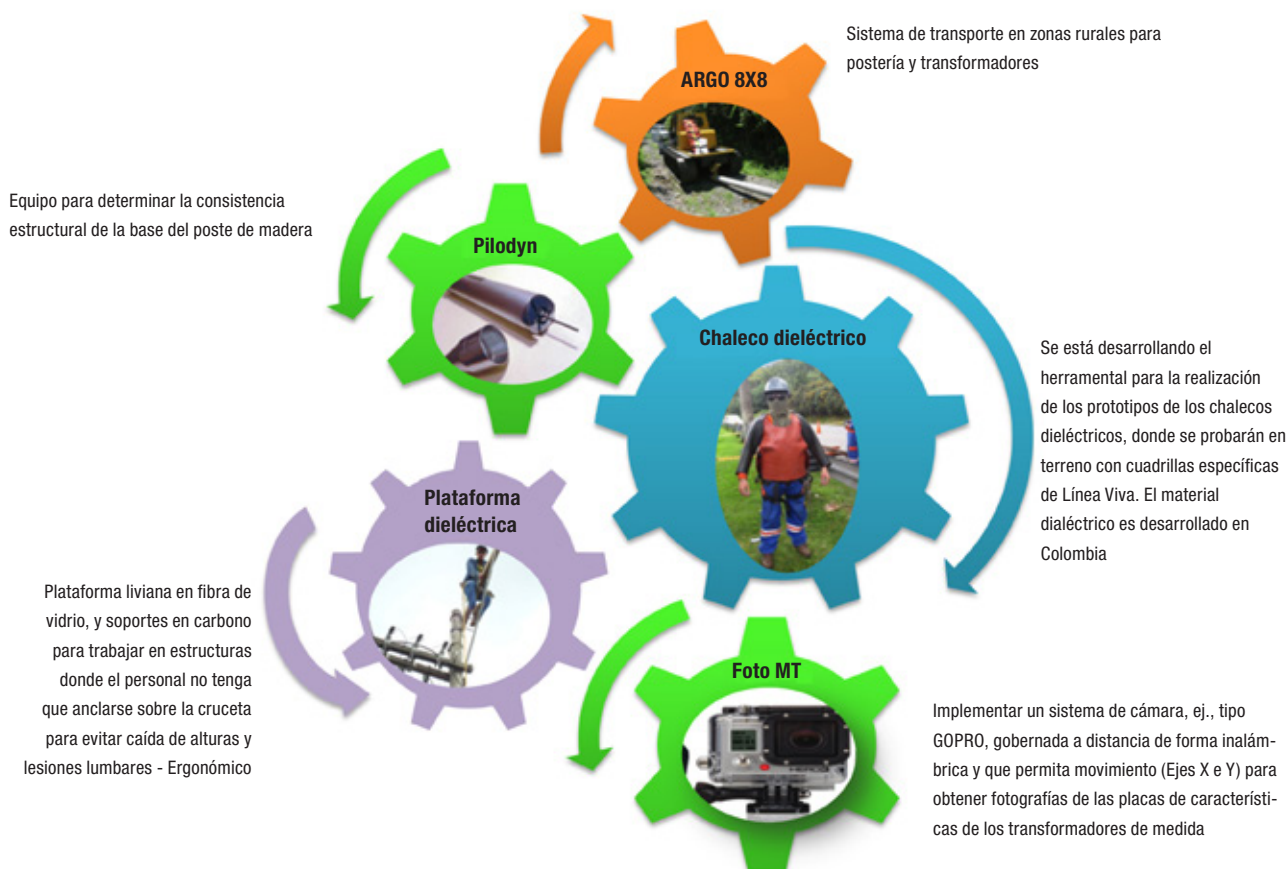 ARGO 8X8
Sistema de transporte en zonas rurales para
postería y transformadores
Equipo para determinar la consistencia
estructural de la base del poste de madera
Pilodyn
Chaleco dieléctrico
Se está desarrollando el
herramental para la realización
de los prototipos de los chalecos
dieléctricos, donde se probarán en
terreno con cuadrillas específicas
de Línea Viva. El material
dialéctrico es desarrollado en
Colombia
Plataforma
dieléctrica
Plataforma liviana en fibra de
vidrio, y soportes en carbono
para trabajar en estructuras
donde el personal no tenga
que anclarse sobre la cruceta
para evitar caída de alturas y
lesiones lumbares - Ergonómico
Foto MT
Implementar un sistema de cámara, ej., tipo
GOPRO, gobernada a distancia de forma inalám-
brica y que permita movimiento (Ejes X e Y) para
obtener fotografías de las placas de característi-
cas de los transformadores de medida